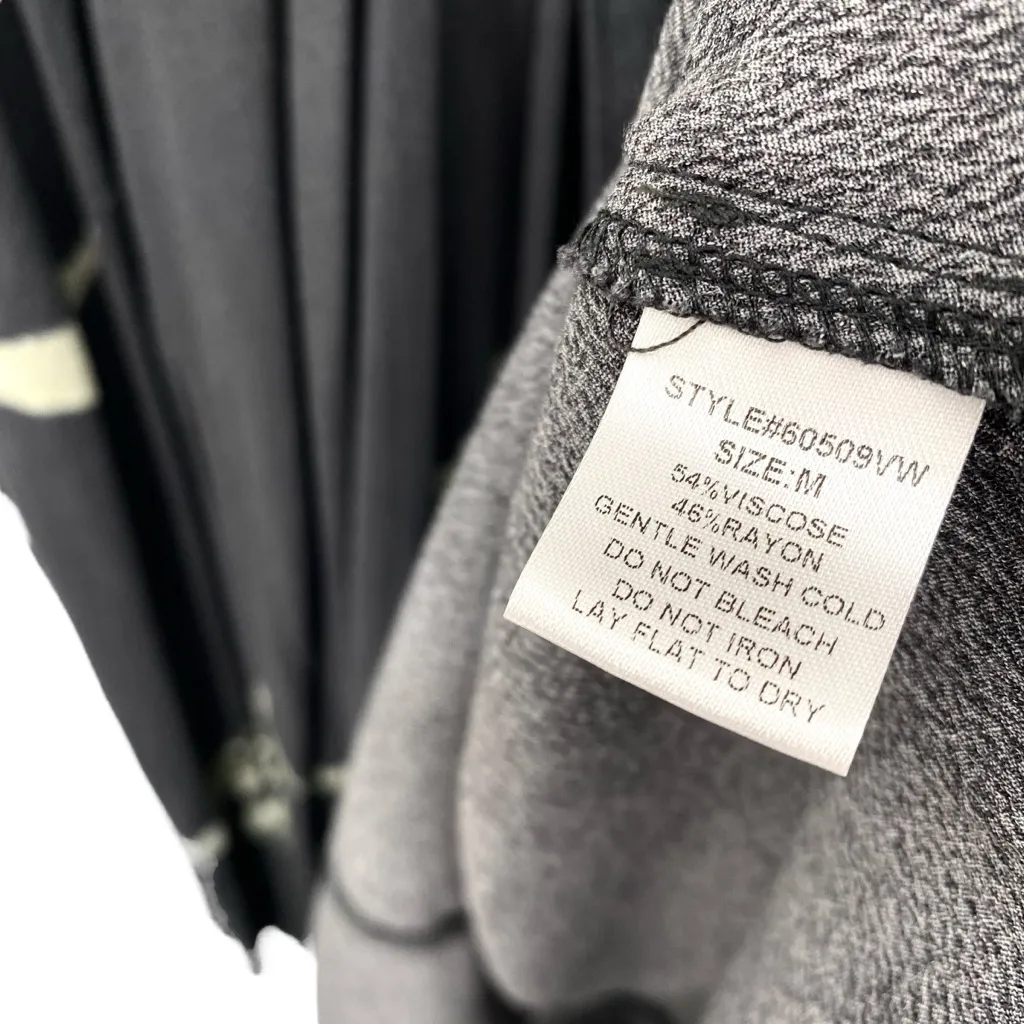 STYLE#60509VW
SIZE:M
54%VISCOSE
46%RAYON
GENTLE WASH COLD
DO NOT BLEACH
DO NOT IRON
LAY FLAT TO DRY